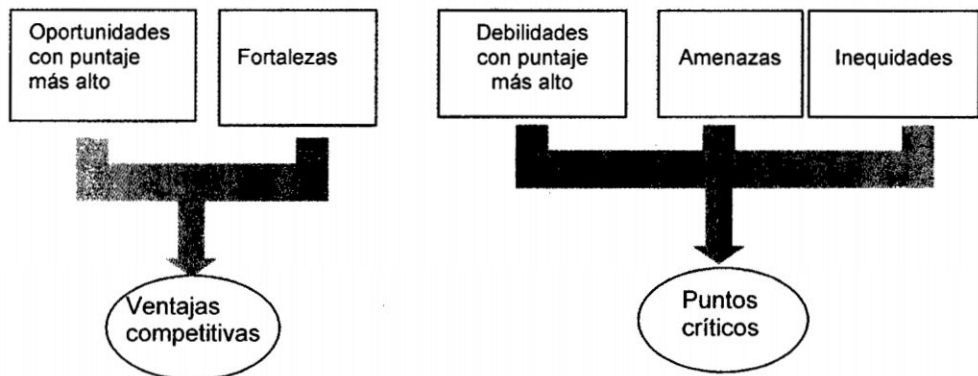 Oportunidades
con puntaje
más alto
Fortalezas
Debilidades
con puntaje
más alto
Amenazas
Inequidades
Ventajas
competitivas
Puntos
críticos